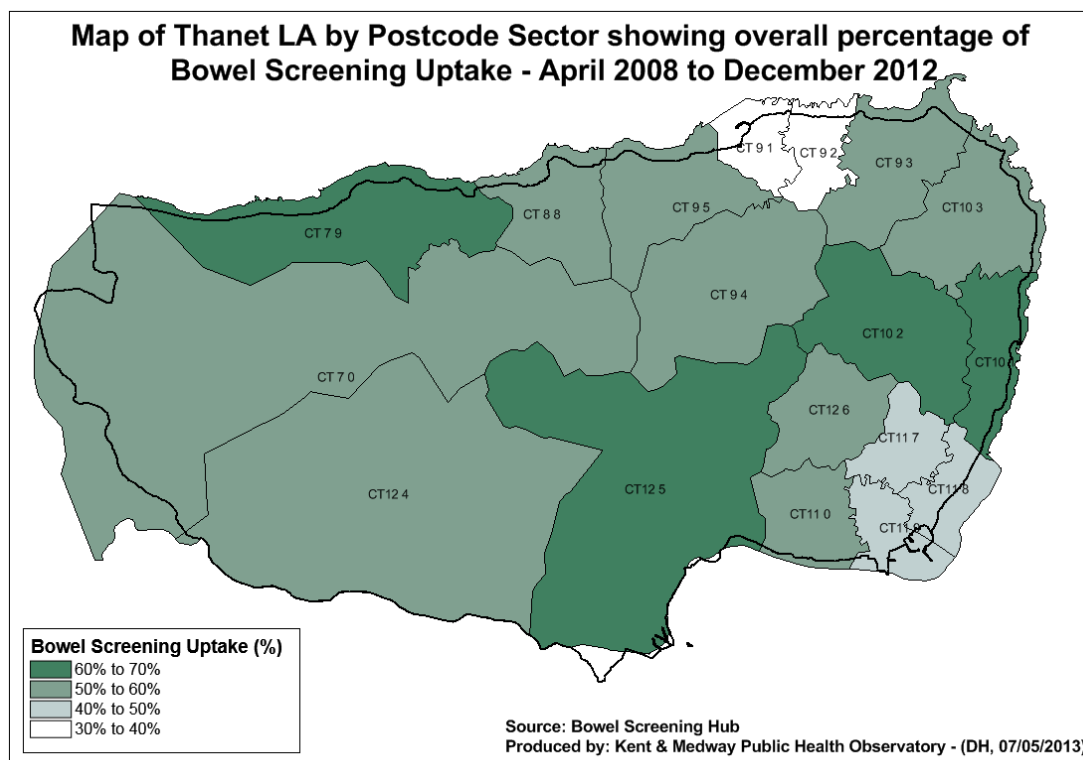 Map of Thanet LA by Postcode Sector showing overall percentage of
Bowel Screening Uptake - April 2008 to December 2012
CT9 1
CT9 2
CT9 3
CT8 8
CT9 5
CT10 3
CT7 9
CT9 4
CT10 2
CT10
CT7 0
CT12 6
CT11 7
CT12 4
CT12 5
CT11 8
CT11 0
CT11 9
Bowel Screening Uptake (%)
60% to 70%
50% to 60%
40% to 50%
30% to 40%
Source: Bowel Screening Hub
Produced by: Kent & Medway Public Health Observatory - (DH, 07/05/2013)